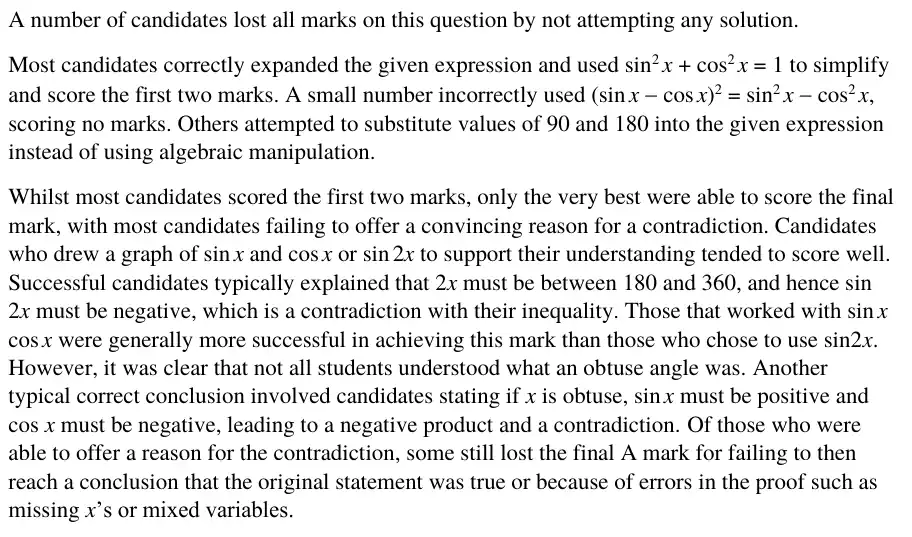 A number of candidates lost all marks on this question by not attempting any solution.
Most candidates correctly expanded the given expression and used sin² x + cos² x = 1 to simplify
and score the first two marks. A small number incorrectly used (sin x – cos x)² = sin² x – cos² x,
scoring no marks. Others attempted to substitute values of 90 and 180 into the given expression
instead of using algebraic manipulation.
Whilst most candidates scored the first two marks, only the very best were able to score the final
mark, with most candidates failing to offer a convincing reason for a contradiction. Candidates
who drew a graph of sin x and cos x or sin 2x to support their understanding tended to score well.
Successful candidates typically explained that 2x must be between 180 and 360, and hence sin
2x must be negative, which is a contradiction with their inequality. Those that worked with sin x
cos x were generally more successful in achieving this mark than those who chose to use sin2x.
However, it was clear that not all students understood what an obtuse angle was. Another
typical correct conclusion involved candidates stating if x is obtuse, sin x must be positive and
cos x must be negative, leading to a negative product and a contradiction. Of those who were
able to offer a reason for the contradiction, some still lost the final A mark for failing to then
reach a conclusion that the original statement was true or because of errors in the proof such as
missing x’s or mixed variables.